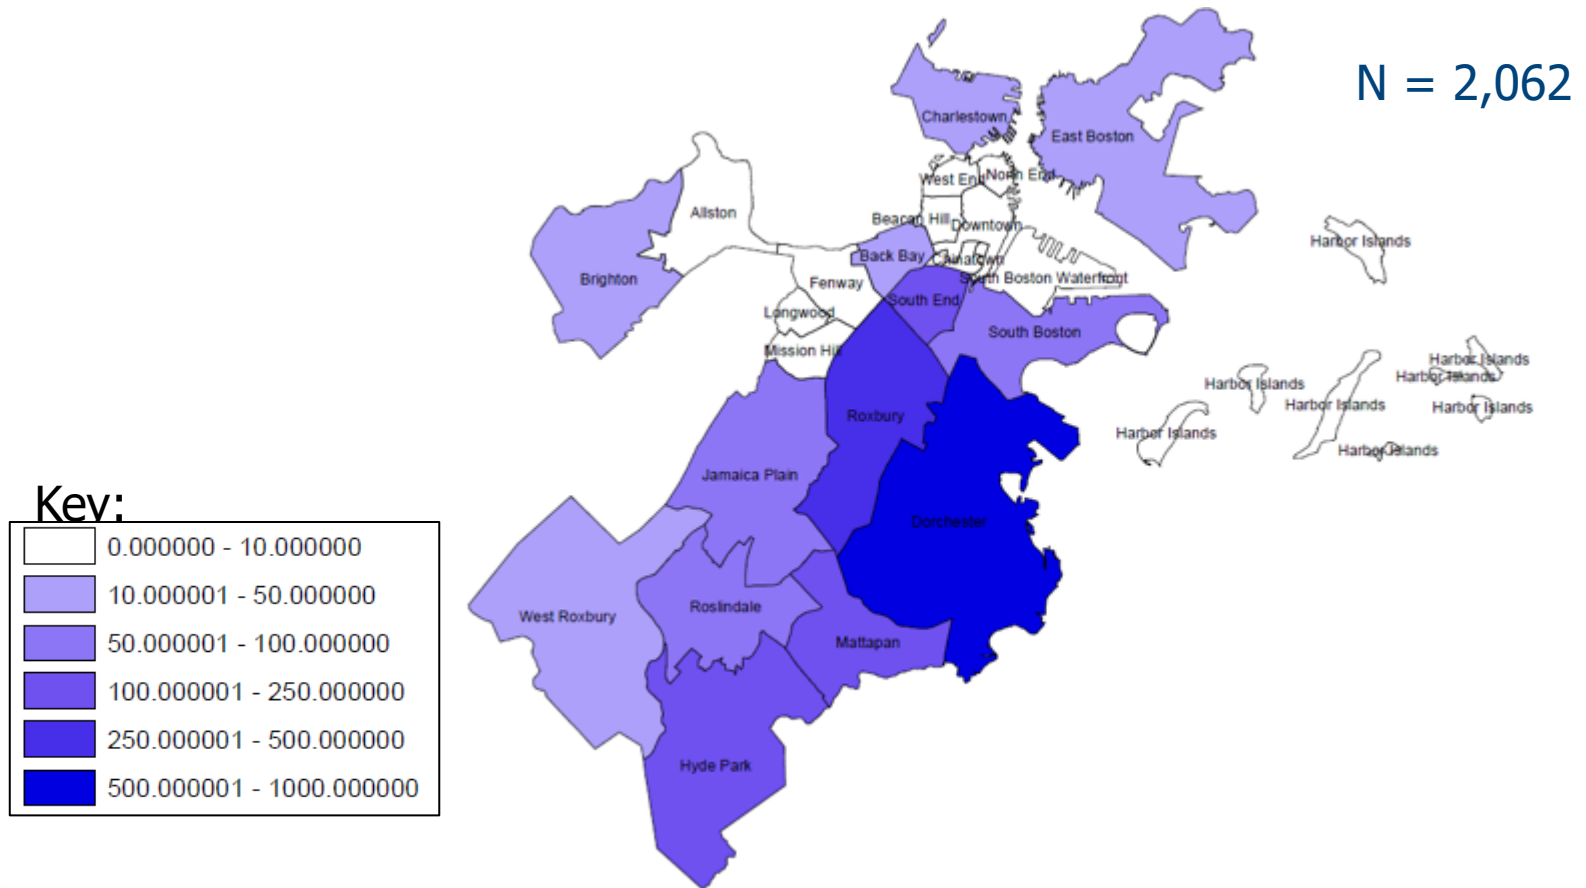 N = 2,062
Charlestown
East Boston
West End
North End
Allston
Beacon Hill
Downtown
Harbor Islands
Back Bay
Chinatown
Brighton
Fenway
South Boston Waterfront
South End
Longwood
South Boston
Mission Hill
Harbor Islands
Harbor Islands
Harbor Islands
Harbor Islands
Harbor Islands
Roxbury
Harbor Islands
Harbor Islands
Jamaica Plain
Dorchester
West Roxbury
Roslindale
Mattapan
Hyde Park
Key:
0.000000 - 10.000000
10.000001 - 50.000000
50.000001 - 100.000000
100.000001 - 250.000000
250.000001 - 500.000000
500.000001 - 1000.000000